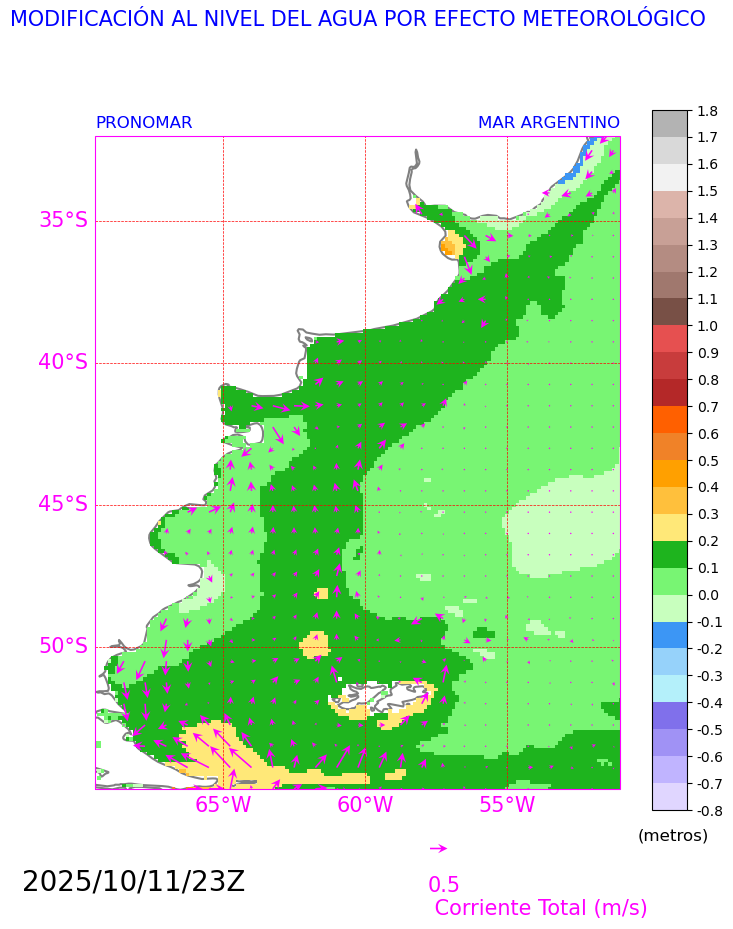 MODIFICACIÓN AL NIVEL DEL AGUA POR EFECTO METEOROLÓGICO
PRONOMAR MAR ARGENTINO
1.8
1.7
1.6
1.5
1.4
1.3
1.2
1.1
1.0
0.9
0.8
0.7
0.6
0.5
0.4
0.3
0.2
0.1
0.0
-0.1
-0.2
-0.3
-0.4
-0.5
-0.6
-0.7
-0.8
(metros)
35°S
40°S
45°S
50°S
65°W 60°W 55°W
2025/10/11/23Z
0.5
Corriente Total (m/s)